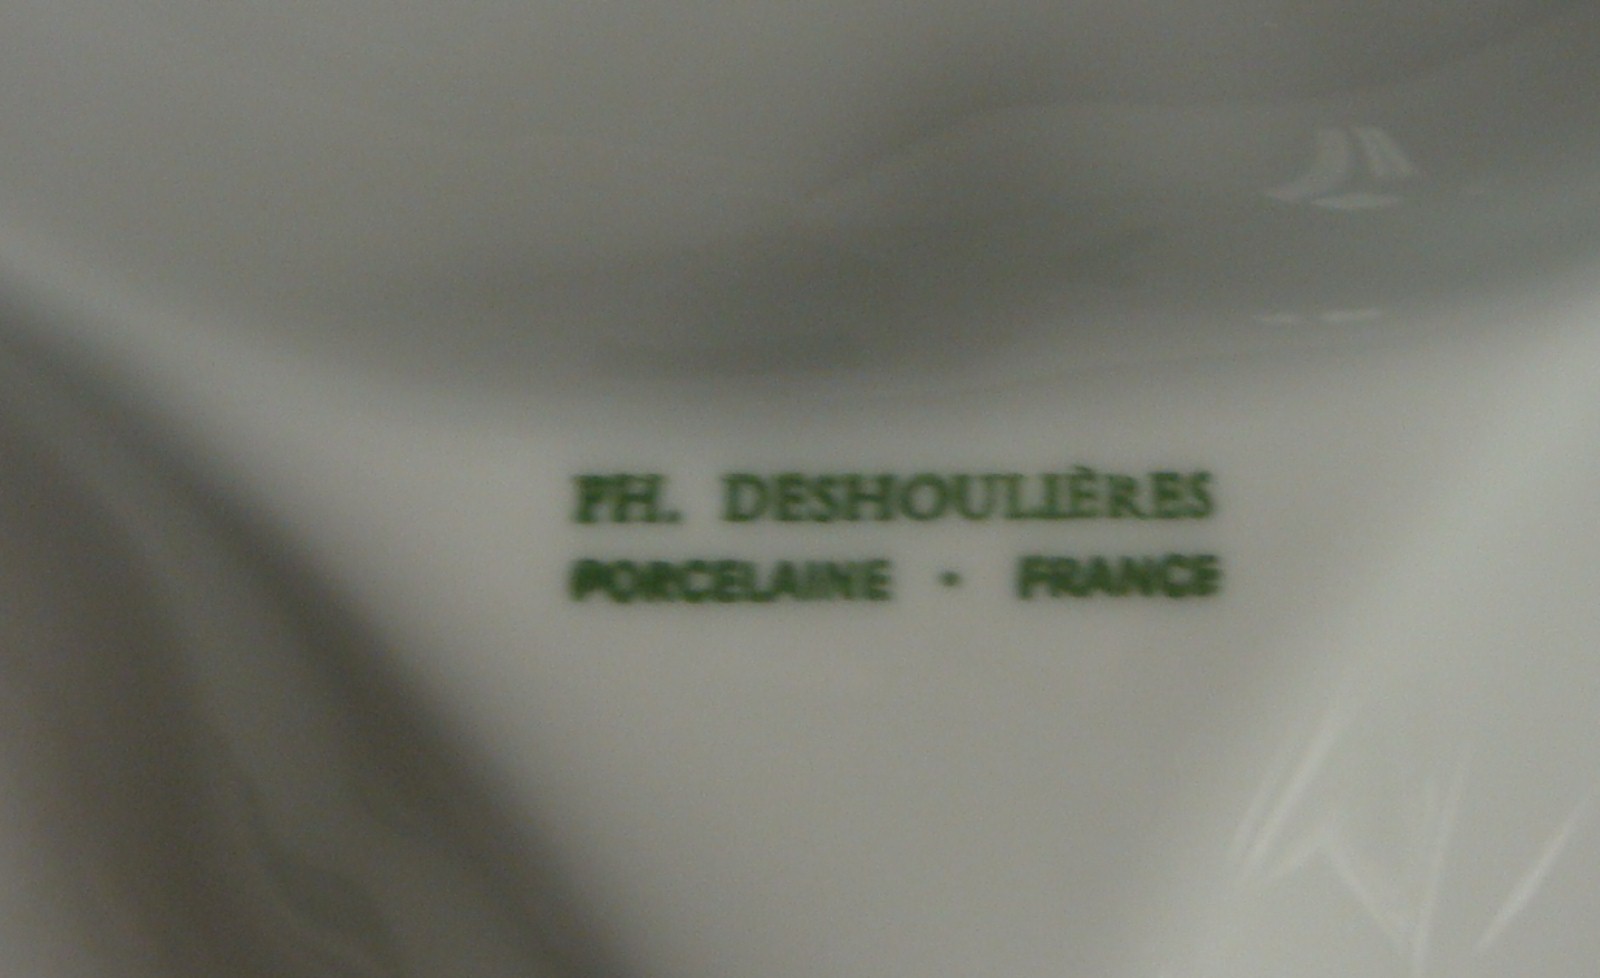 PH. DESHOULIÈRES
PORCELAINE · FRANCE